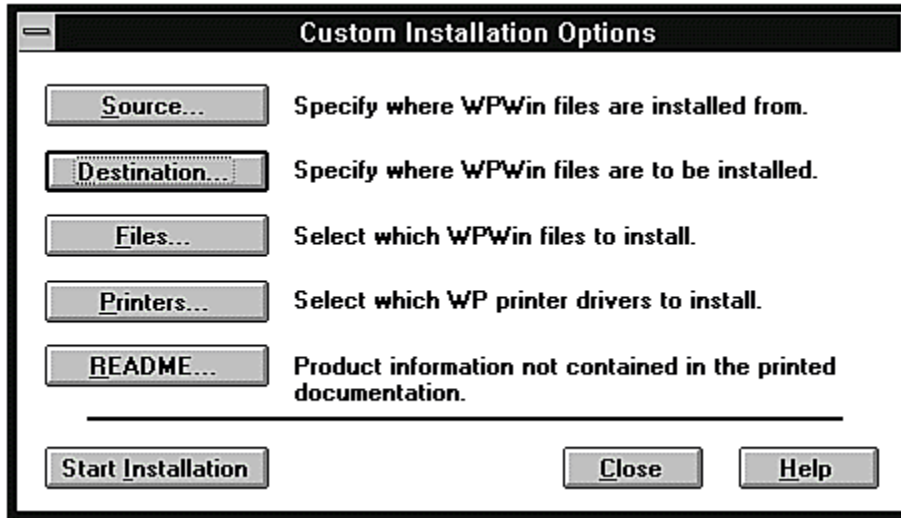 Custom Installation Options
Source... Specify where WPWin files are installed from.
Destination... Specify where WPWin files are to be installed.
Files... Select which WPWin files to install.
Printers... Select which WP printer drivers to install.
README... Product information not contained in the printed
documentation.
Start Installation Close Help